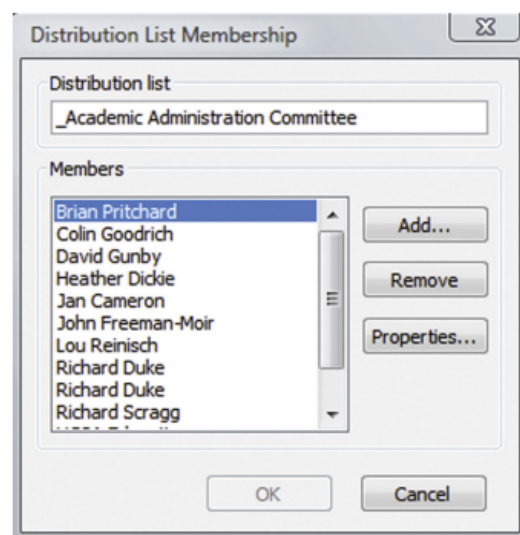 Distribution List Membership
Distribution list
_Academic Administration Committee
Members
Brian Pritchard
Colin Goodrich
David Gunby
Heather Dickie
Jan Cameron
John Freeman-Moir
Lou Reinisch
Richard Duke
Richard Duke
Richard Scragg
Add...
Remove
Properties...
OK
Cancel